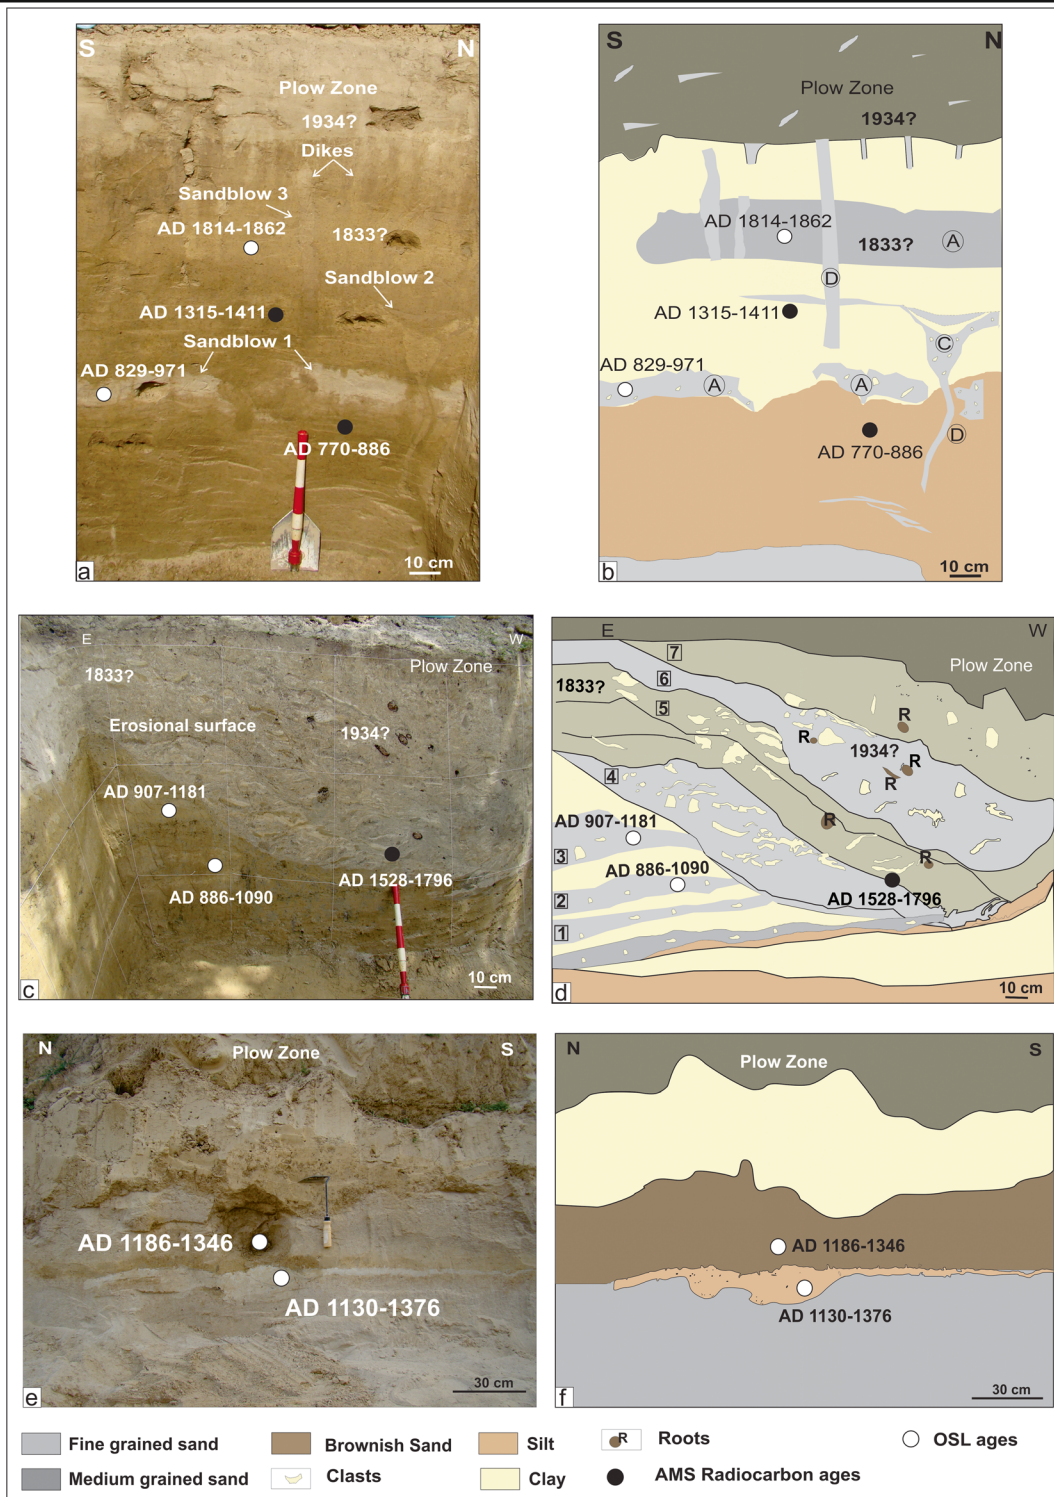 S
N
Plow Zone
1934?
Dikes
Sandblow 3
AD 1814-1862
1833?
Sandblow 2
AD 1315-1411
Sandblow 1
AD 829-971
AD 770-886
10 cm
a
S
N
Plow Zone
1934?
AD 1814-1862
1833?
A
D
AD 1315-1411
C
AD 829-971
A
A
D
AD 770-886
10 cm
b
E
W
Plow Zone
1833?
Erosional surface
1934?
AD 907-1181
AD 886-1090
AD 1528-1796
10 cm
c
E
W
7
Plow Zone
6
1833?
5
R
R
1934?
R
R
4
AD 907-1181
R
3
AD 886-1090
R
2
AD 1528-1796
1
10 cm
d
N
Plow Zone
S
AD 1186-1346
AD 1130-1376
30 cm
e
N
S
Plow Zone
AD 1186-1346
AD 1130-1376
30 cm
f
Fine grained sand
Brownish Sand
Silt
R
Roots
OSL ages
Medium grained sand
Clasts
Clay
AMS Radiocarbon ages